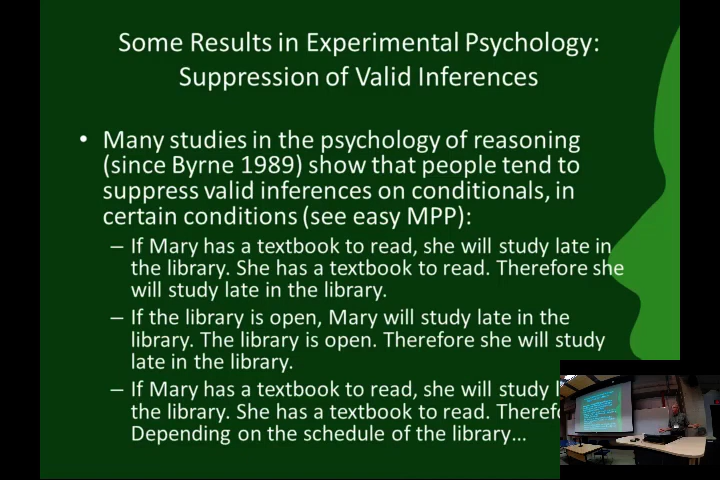 Some Results in Experimental Psychology:
Suppression of Valid Inferences
• Many studies in the psychology of reasoning
(since Byrne 1989) show that people tend to
suppress valid inferences on conditionals, in
certain conditions (see easy MPP):
– If Mary has a textbook to read, she will study late in
the library. She has a textbook to read. Therefore she
will study late in the library.
– If the library is open, Mary will study late in the
library. The library is open. Therefore she will study
late in the library.
– If Mary has a textbook to read, she will study
the library. She has a textbook to read.
Depending on the schedule of the library…